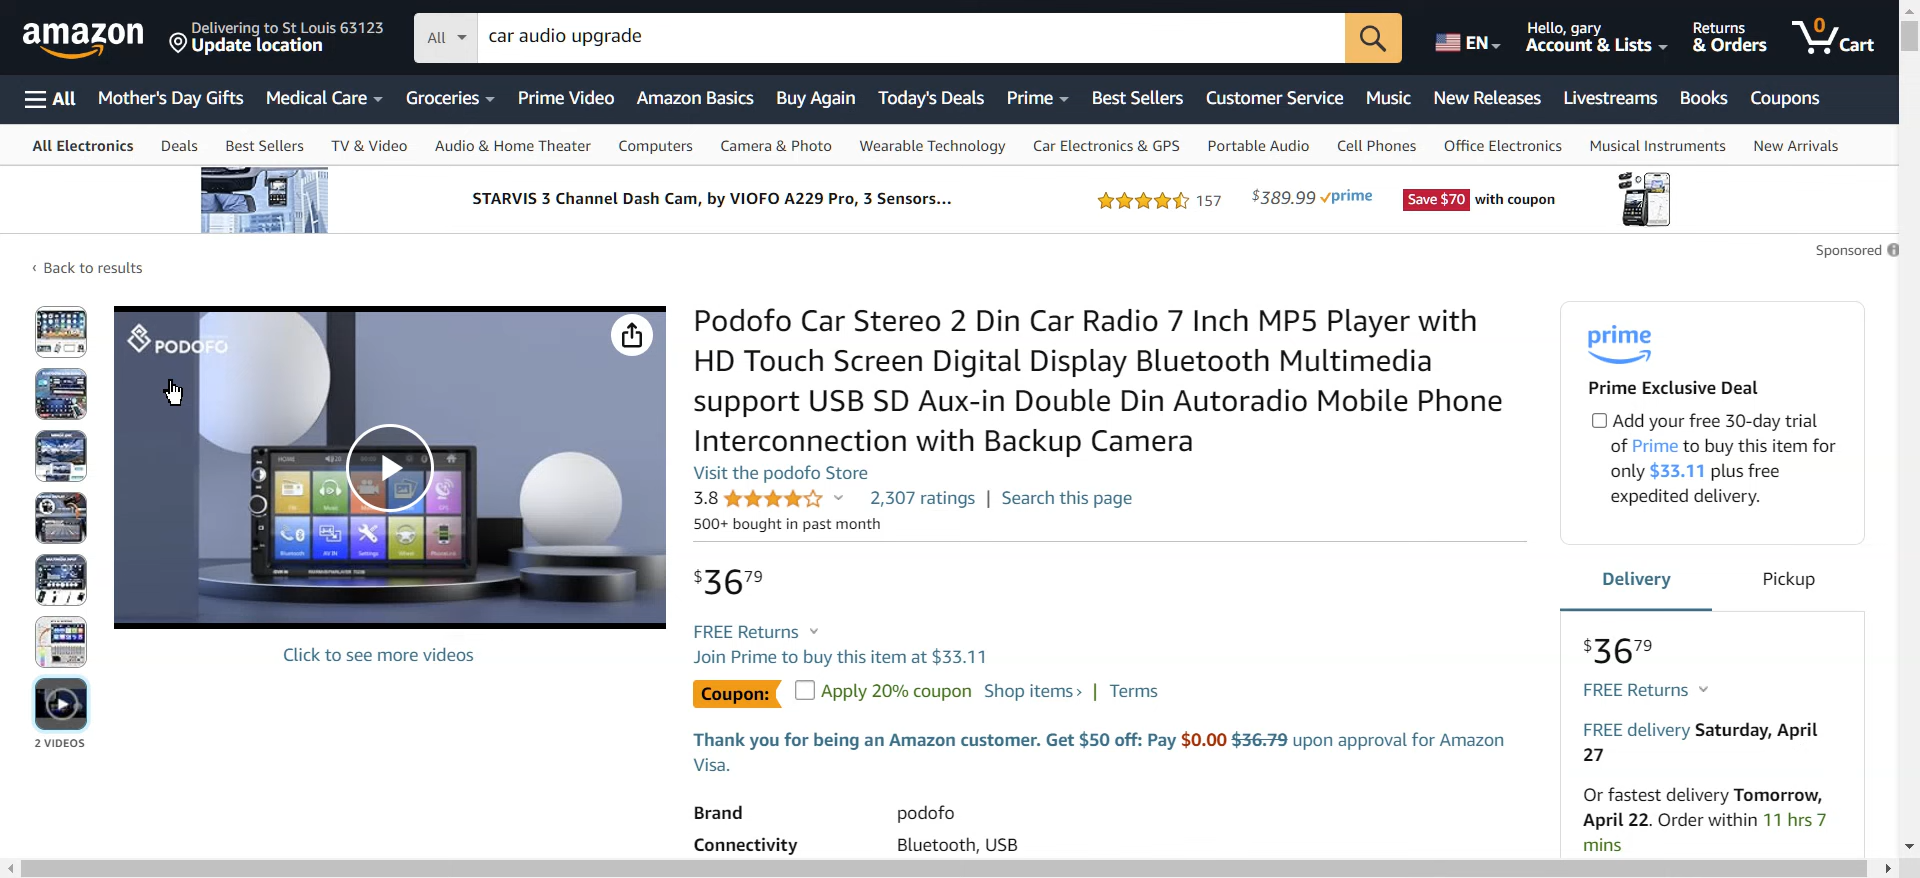 amazon
Delivering to St Louis 63123
Update location
All
car audio upgrade
EN
Hello, gary
Account & Lists
Returns
& Orders
0
Cart
All Mother's Day Gifts Medical Care Groceries Prime Video Amazon Basics Buy Again Today's Deals Prime Best Sellers Customer Service Music New Releases Livestreams Books Coupons
All Electronics Deals Best Sellers TV & Video Audio & Home Theater Computers Camera & Photo Wearable Technology Car Electronics & GPS Portable Audio Cell Phones Office Electronics Musical Instruments New Arrivals
STARVIS 3 Channel Dash Cam, by VIOFO A229 Pro, 3 Sensors... 157 $389.99 prime Save $70 with coupon
Sponsored
‹ Back to results
PODOFO
HOME
Music
Bluetooth
AV IN
Settings
Wheel
2 VIDEOS
Click to see more videos
Podofo Car Stereo 2 Din Car Radio 7 Inch MP5 Player with
HD Touch Screen Digital Display Bluetooth Multimedia
support USB SD Aux-in Double Din Autoradio Mobile Phone
Interconnection with Backup Camera
Visit the podofo Store
3.8 2,307 ratings | Search this page
500+ bought in past month
$36 79
FREE Returns
Join Prime to buy this item at $33.11
Coupon: Apply 20% coupon Shop items › | Terms
Thank you for being an Amazon customer. Get $50 off: Pay $0.00 $36.79 upon approval for Amazon
Visa.
Brand podofo
Connectivity Bluetooth, USB
prime
Prime Exclusive Deal
Add your free 30-day trial
of Prime to buy this item for
only $33.11 plus free
expedited delivery.
Delivery Pickup
$36 79
FREE Returns
FREE delivery Saturday, April
27
Or fastest delivery Tomorrow,
April 22. Order within 11 hrs 7
mins